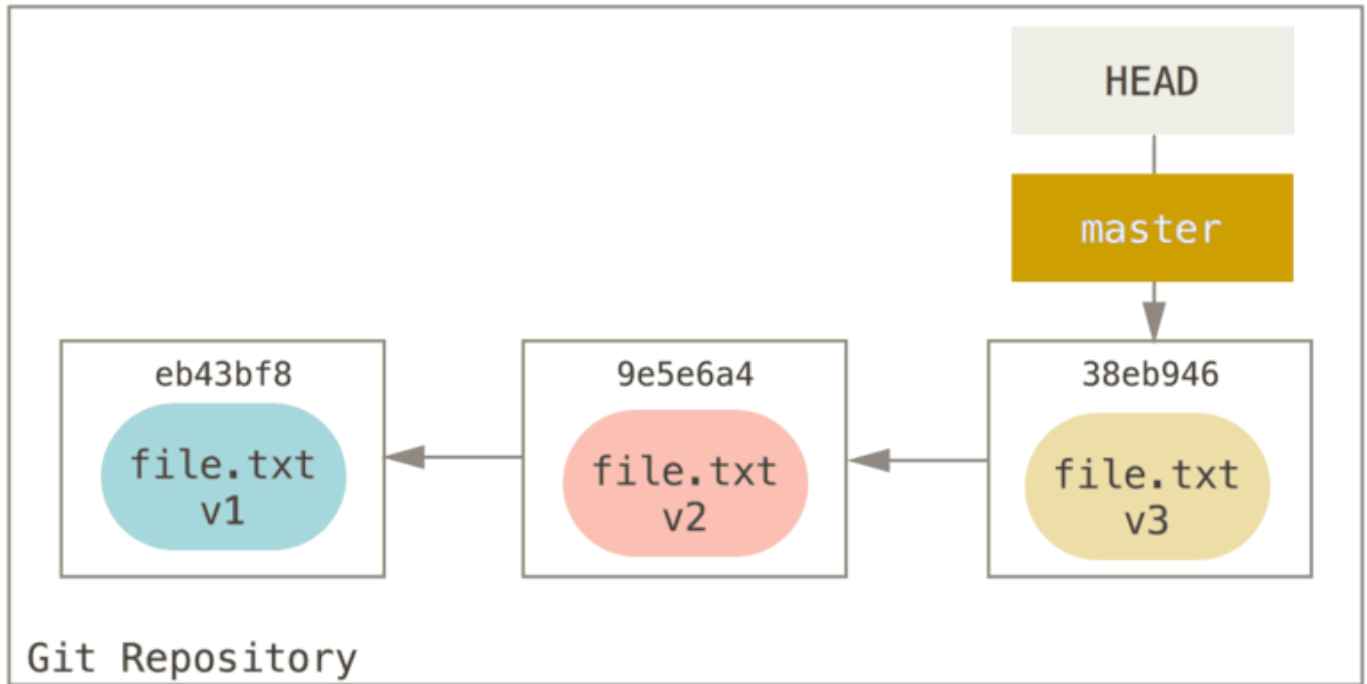 HEAD
master
eb43bf8
file.txt
v1
9e5e6a4
file.txt
v2
38eb946
file.txt
v3
Git Repository